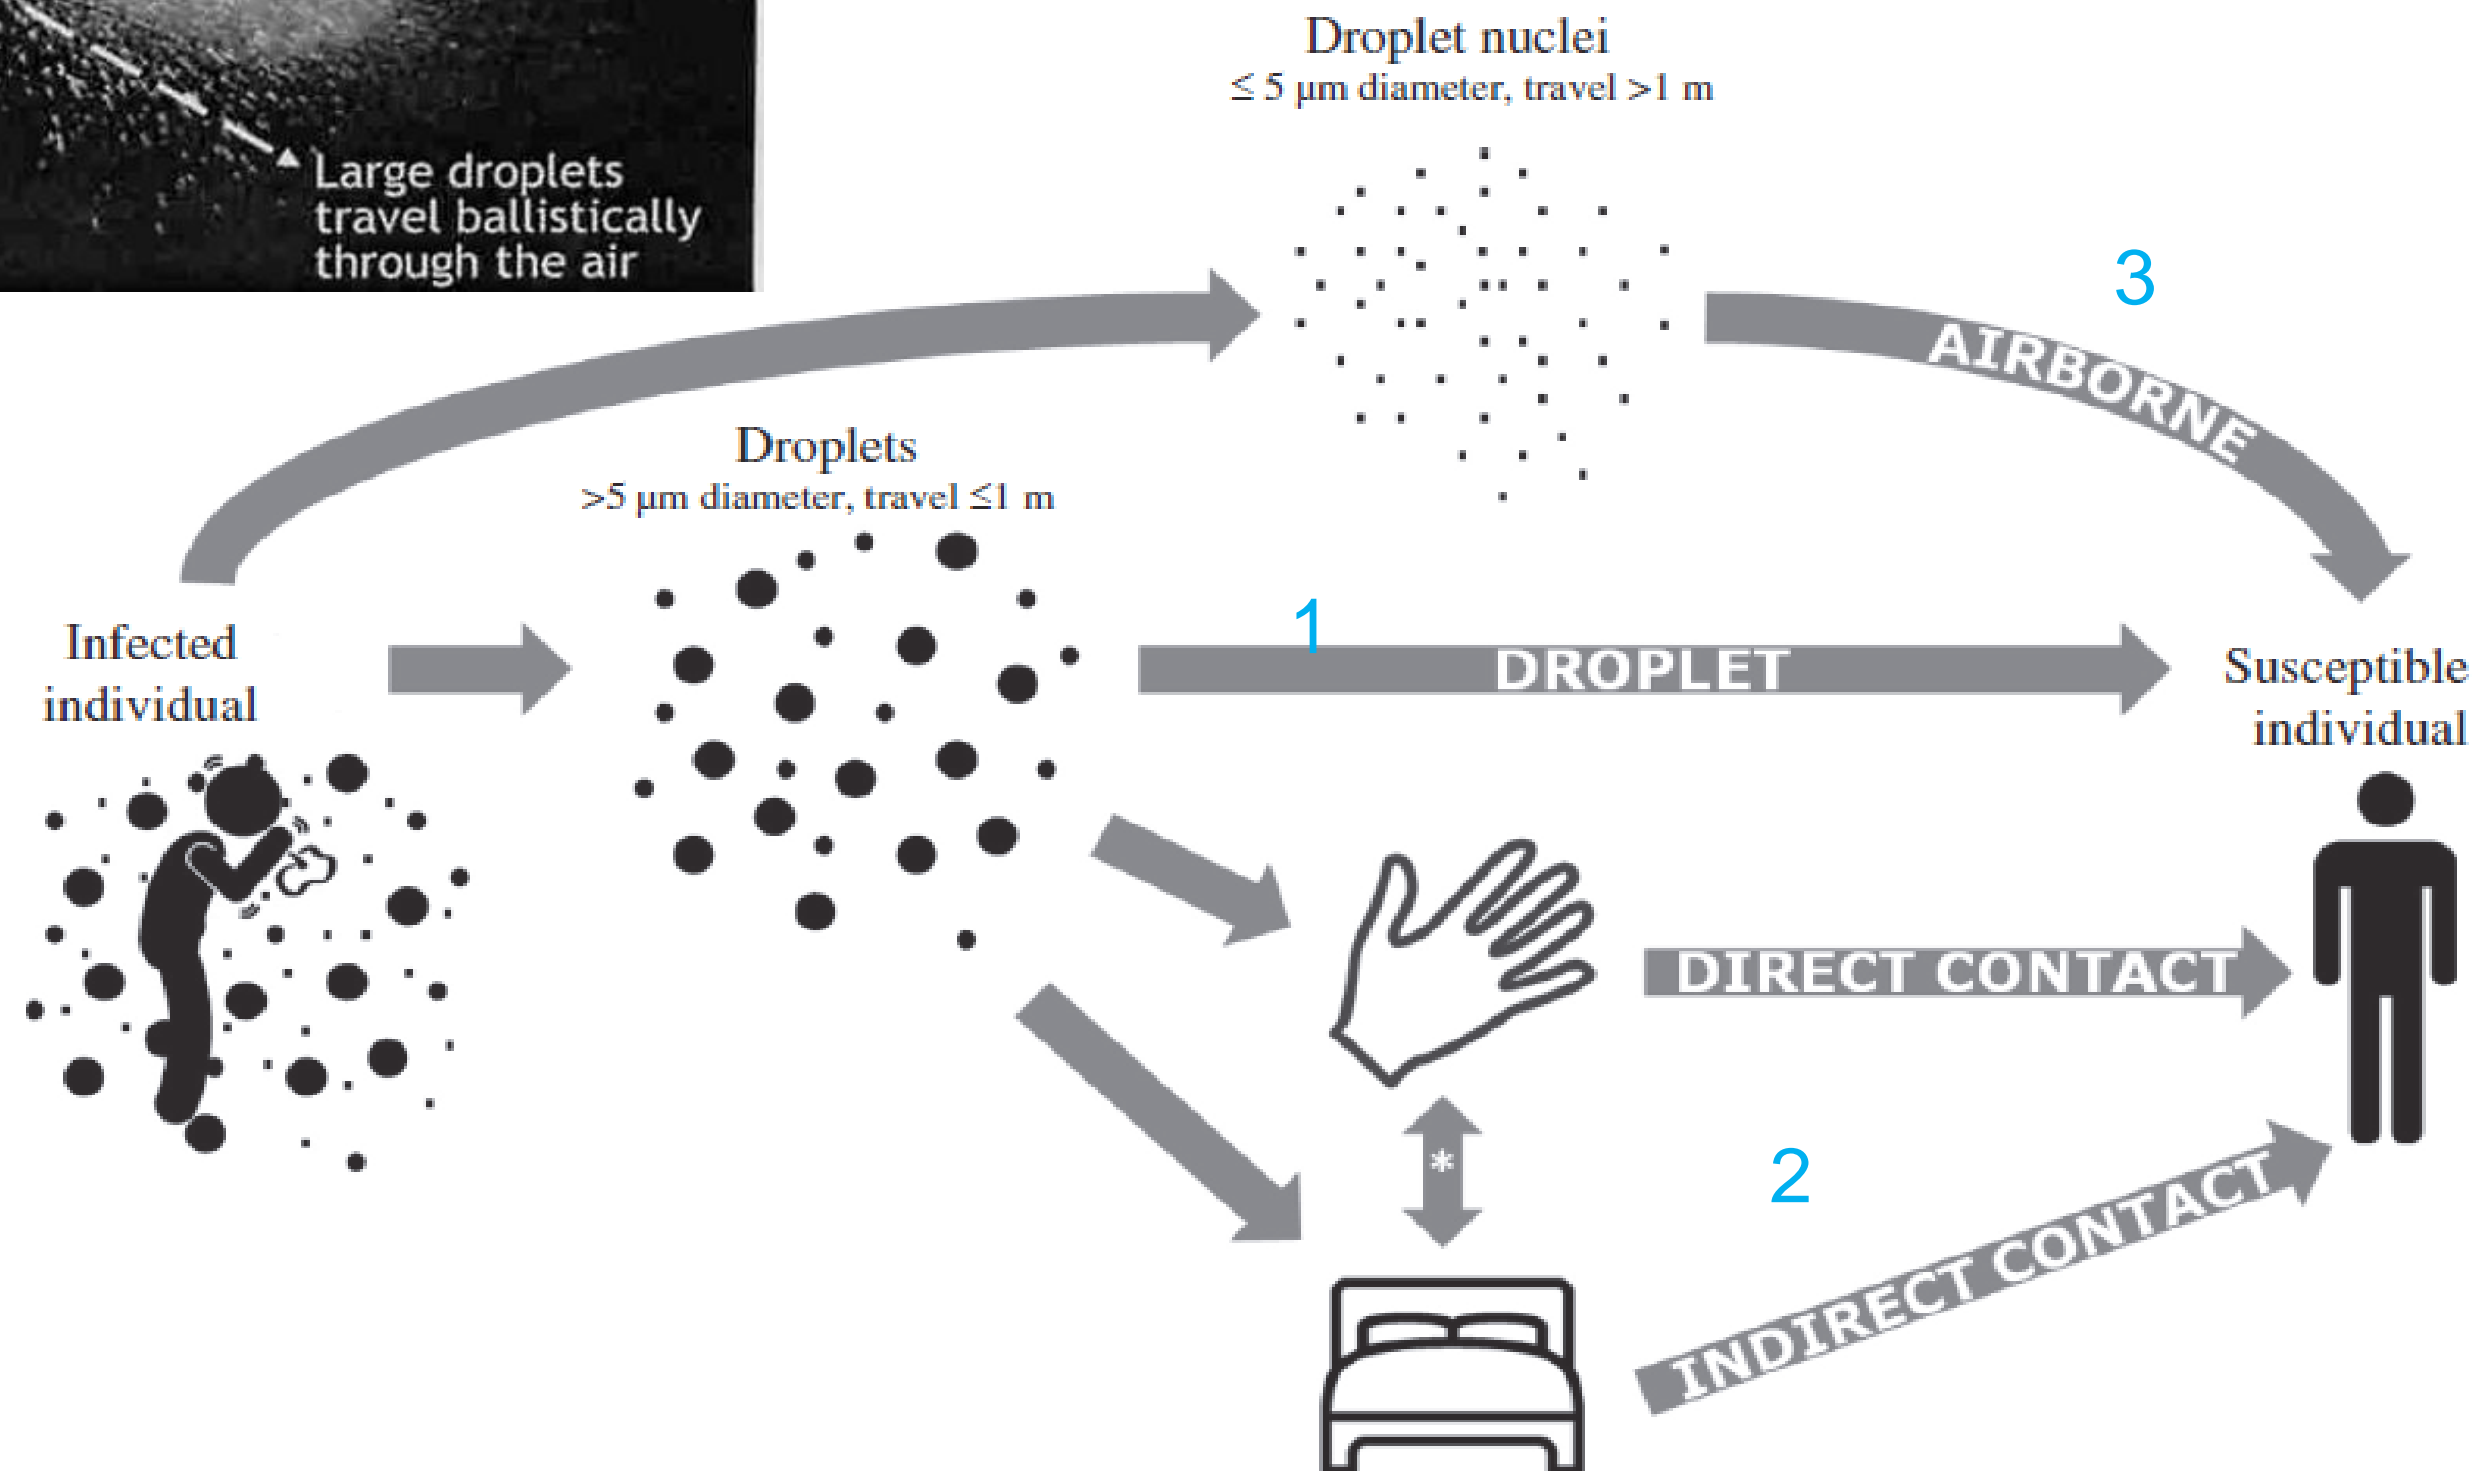 Large droplets
travel ballistically
through the air
Droplet nuclei
≤ 5 μm diameter, travel >1 m
3
AIRBORNE
Droplets
>5 μm diameter, travel ≤1 m
Infected
individual
1
DROPLET
Susceptible
individual
DIRECT CONTACT
*
2
INDIRECT CONTACT